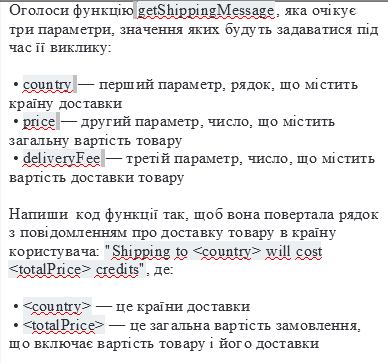 Оголоси функцію getShippingMessage, яка очікує
три параметри, значення яких будуть задаватися під
час її виклику:
• country — перший параметр, рядок, що містить
країну доставки
• price — другий параметр, число, що містить
загальну вартість товару
• deliveryFee — третій параметр, число, що містить
вартість доставки товару
Напиши код функції так, щоб вона повертала рядок
з повідомленням про доставку товару в країну
користувача: "Shipping to <country> will cost
<totalPrice> credits", де:
• <country> — це країни доставки
• <totalPrice> — це загальна вартість замовлення,
що включає вартість товару і його доставки